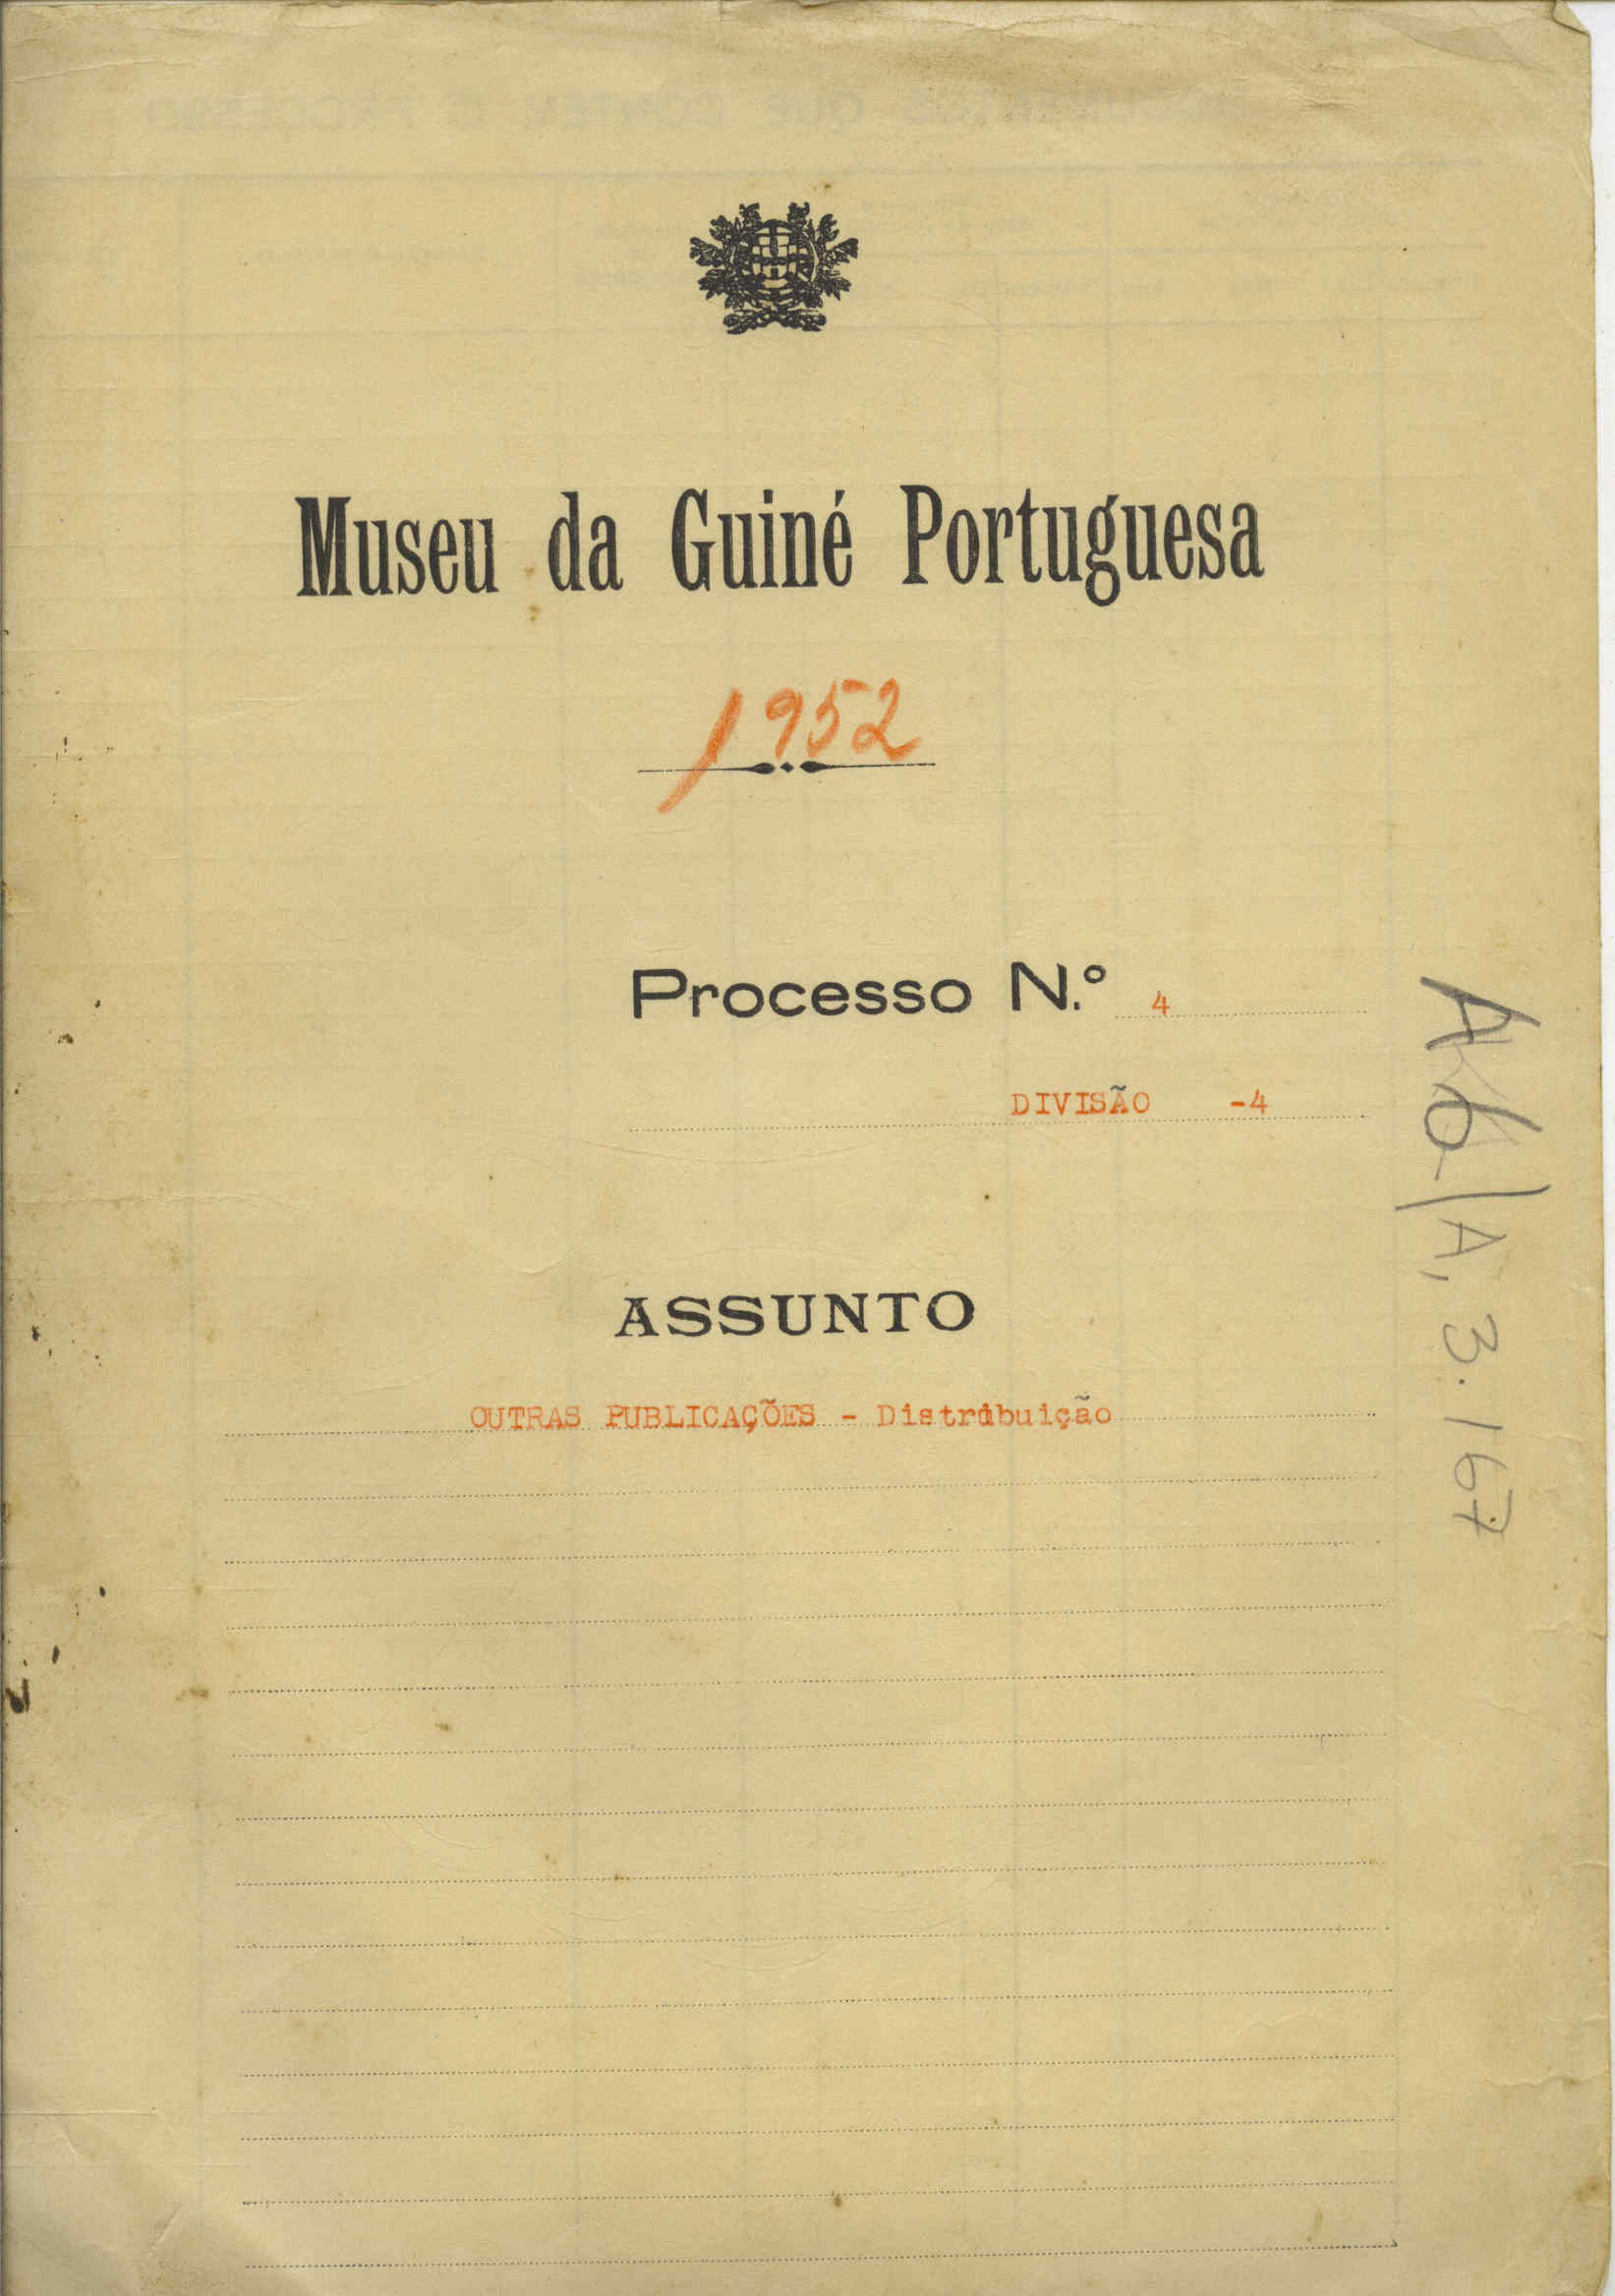 Museu da Guiné Portuguesa
1952
Processo N.º 4
DIVISÃO -4
ASSUNTO
OUTRAS PUBLICAÇÕES - Distribuição
A6/A, 3.167